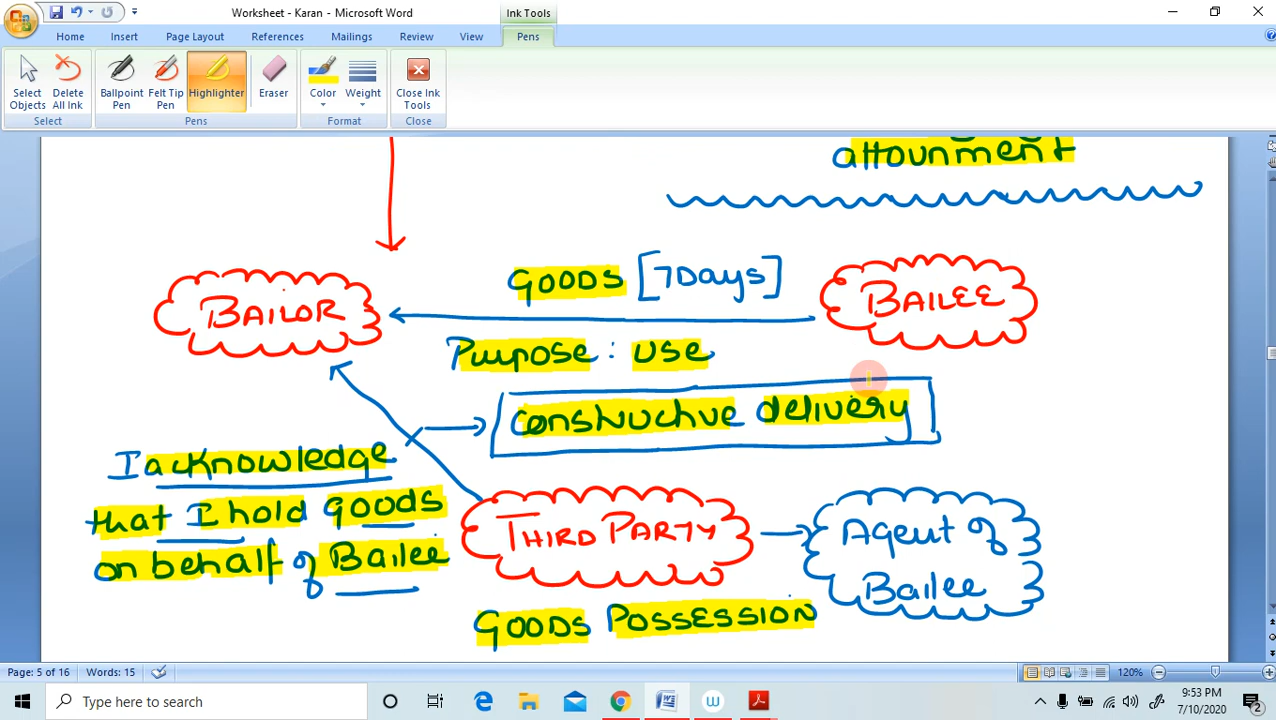 Worksheet - Karan - Microsoft Word
Ink Tools
Home Insert Page Layout References Mailings Review View Pens
Select Objects
Delete All Ink
Ballpoint Pen
Felt Tip Pen
Highlighter
Eraser
Color
Weight
Close Ink Tools
Select Pens Format Close
attounment
GOODS [7Days]
BAILOR
BAILEE
Purpose : Use
Constuctive delivery
I acknowledge
that I hold goods
on behalf of Bailee
THIRD PARTY
Agent of
Bailee
GOODS POSSESSION
Page: 5 of 16 Words: 15 120%
Type here to search
9:53 PM
7/10/2020
2